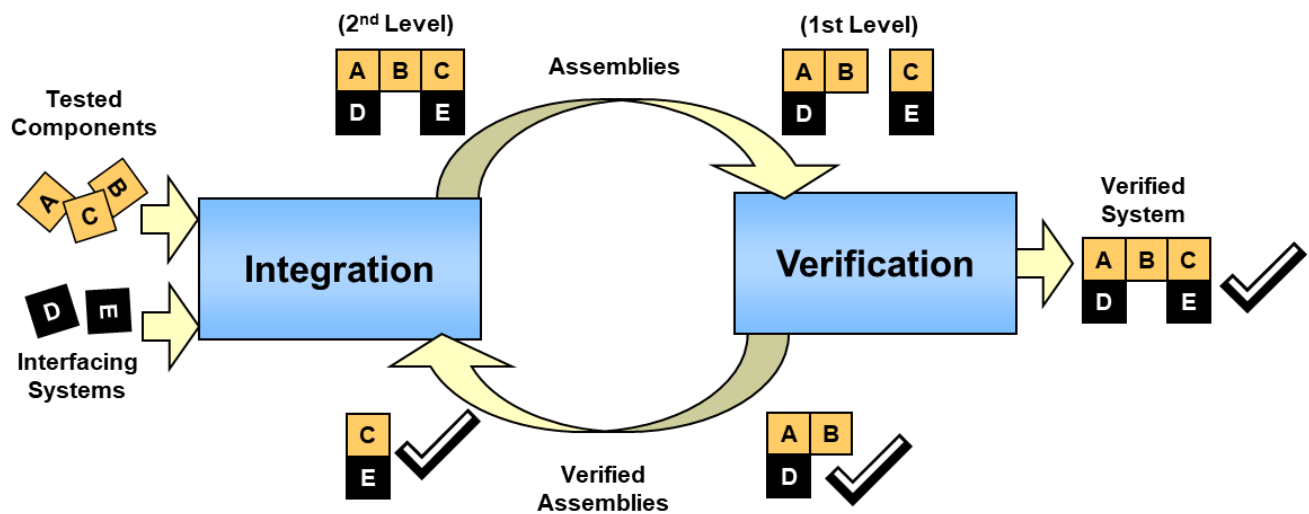 (2nd Level)
(1st Level)
A B C
D E
Assemblies
A B C
D E
Tested
Components
A
B
C
D
E
Interfacing
Systems
Integration
Verification
Verified
System
A B C
D E
C
E
Verified
Assemblies
A B
D